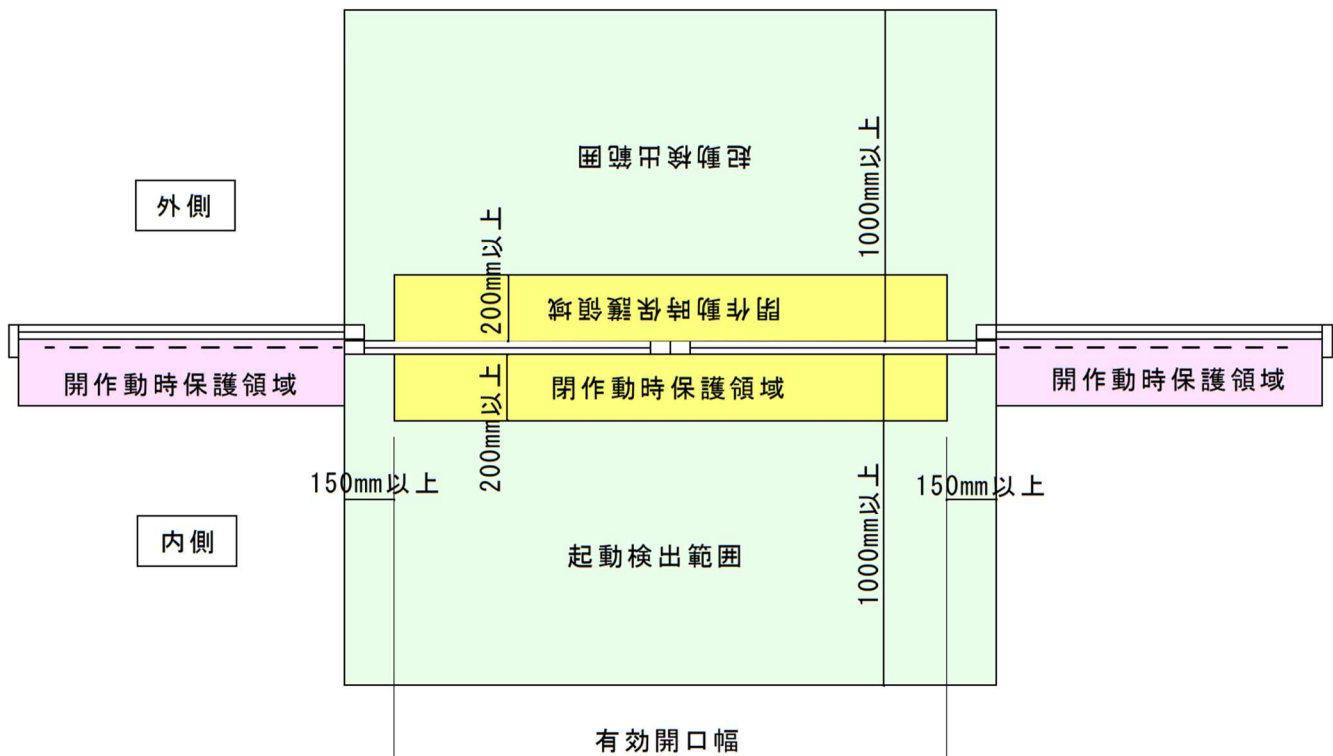 起動検出範囲
1000mm以上
外側
200mm以上
閉作動時保護領域
開作動時保護領域
閉作動時保護領域
開作動時保護領域
200mm以上
150mm以上
150mm以上
1000mm以上
内側
起動検出範囲
有効開口幅